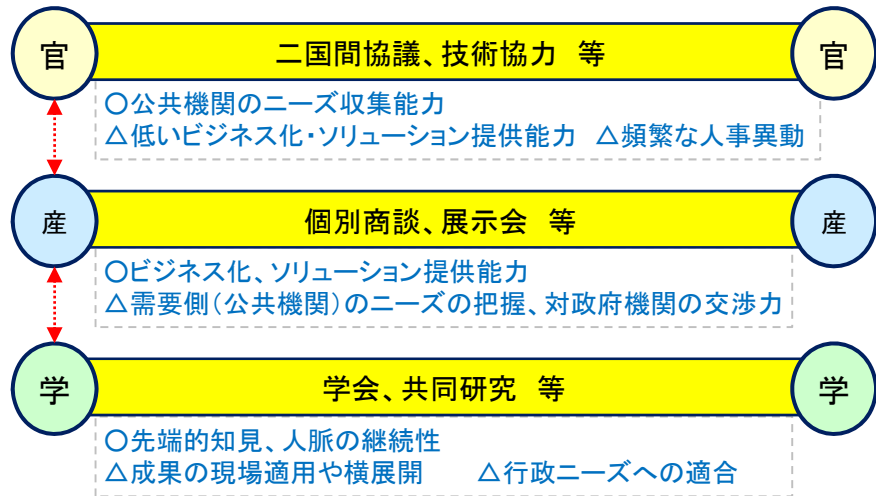 官 二国間協議、技術協力　等 官
〇公共機関のニーズ収集能力
△低いビジネス化・ソリューション提供能力　△頻繁な人事異動
産 個別商談、展示会　等 産
〇ビジネス化、ソリューション提供能力
△需要側（公共機関）のニーズの把握、対政府機関の交渉力
学 学会、共同研究　等 学
〇先端的知見、人脈の継続性
△成果の現場適用や横展開　　△行政ニーズへの適合